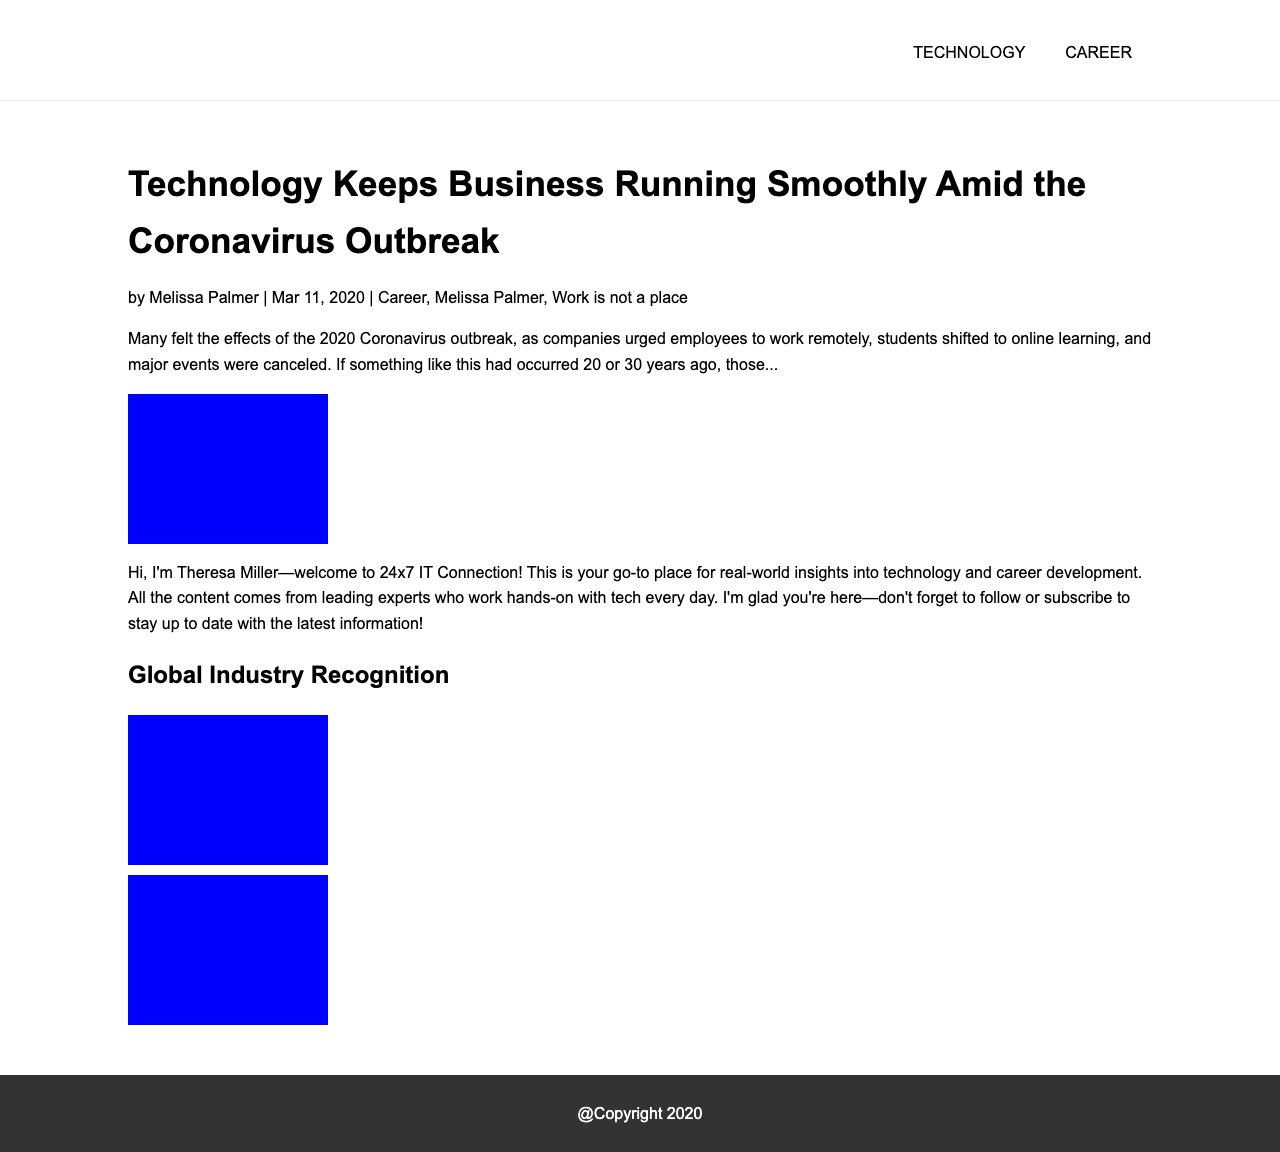 TECHNOLOGY CAREER
Technology Keeps Business Running Smoothly Amid the
Coronavirus Outbreak
by Melissa Palmer | Mar 11, 2020 | Career, Melissa Palmer, Work is not a place
Many felt the effects of the 2020 Coronavirus outbreak, as companies urged employees to work remotely, students shifted to online learning, and
major events were canceled. If something like this had occurred 20 or 30 years ago, those...
Hi, I'm Theresa Miller—welcome to 24x7 IT Connection! This is your go-to place for real-world insights into technology and career development.
All the content comes from leading experts who work hands-on with tech every day. I'm glad you're here—don't forget to follow or subscribe to
stay up to date with the latest information!
Global Industry Recognition
@Copyright 2020